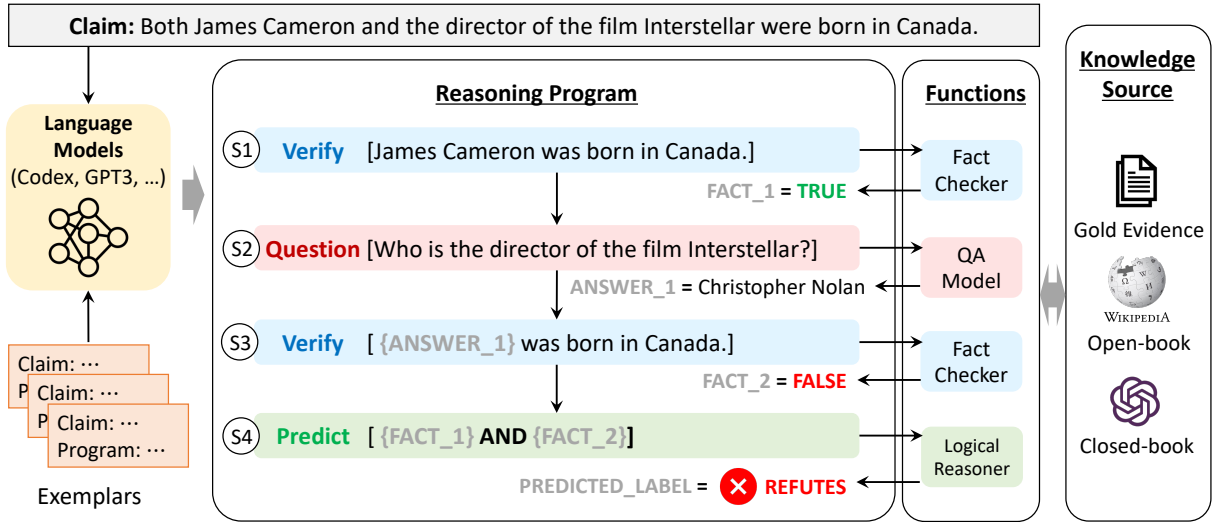 Claim: Both James Cameron and the director of the film Interstellar were born in Canada.
Language
Models
(Codex, GPT3, ...)
Claim: ⋯
P
Claim: ⋯
P
Claim: ⋯
Program: ⋯
Exemplars
Reasoning Program
S1 Verify [James Cameron was born in Canada.]
FACT_1 = TRUE
S2 Question [Who is the director of the film Interstellar?]
ANSWER_1 = Christopher Nolan
S3 Verify [ {ANSWER_1} was born in Canada.]
FACT_2 = FALSE
S4 Predict [ {FACT_1} AND {FACT_2}]
PREDICTED_LABEL = REFUTES
Functions
Fact
Checker
QA
Model
Fact
Checker
Logical
Reasoner
Knowledge
Source
Gold Evidence
WIKIPEDIA
Open-book
Closed-book